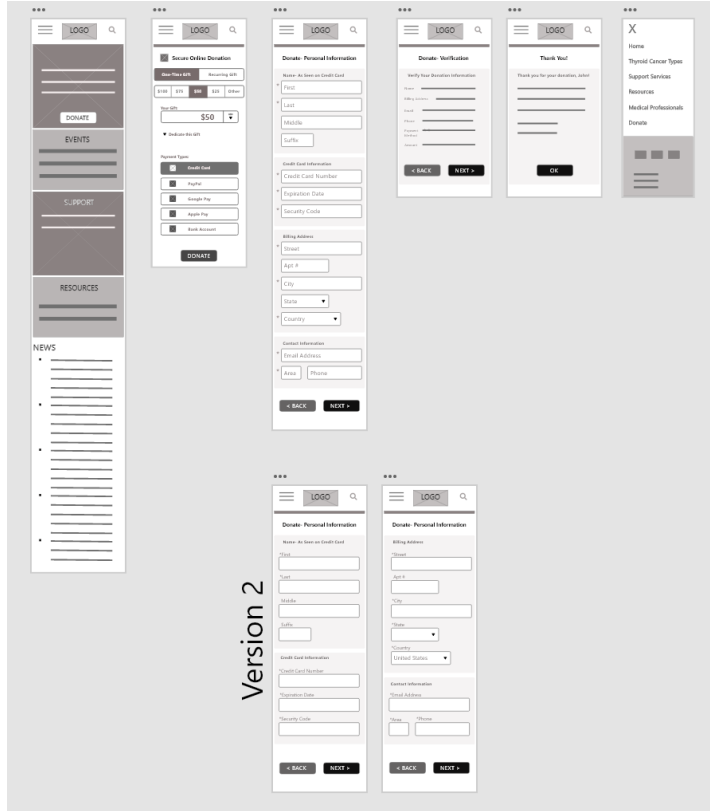 LOGO
DONATE
EVENTS
SUPPORT
RESOURCES
NEWS
LOGO
Secure Online Donation
One-Time Gift Recurring Gift
$100 $75 $50 $25 Other
Your Gift:
$50
Dedicate this Gift
Payment Types:
Credit Card
PayPal
Google Pay
Apple Pay
Bank Account
DONATE
LOGO
Donate- Personal Information
Name- As Seen on Credit Card
* First
* Last
Middle
Suffix
Credit Card Information
* Credit Card Number
* Expiration Date
* Security Code
Billing Address
* Street
Apt #
* City
State
* Country
Contact Information
* Email Address
* Area Phone
< BACK NEXT >
LOGO
Donate- Verification
Verify Your Donation Information
Name
Billing Address
Email
Phone
Payment
Method
Amount
< BACK NEXT >
LOGO
Thank You!
Thank you for your donation, John!
OK
X
Home
Thyroid Cancer Types
Support Services
Resources
Medical Professionals
Donate
Version 2
LOGO
Donate- Personal Information
Name- As Seen on Credit Card
*First
*Last
Middle
Suffix
Credit Card Information
*Credit Card Number
*Expiration Date
*Security Code
< BACK NEXT >
LOGO
Donate- Personal Information
Billing Address
*Street
Apt #
*City
*State
*Country
United States
Contact Information
*Email Address
*Area *Phone
< BACK NEXT >